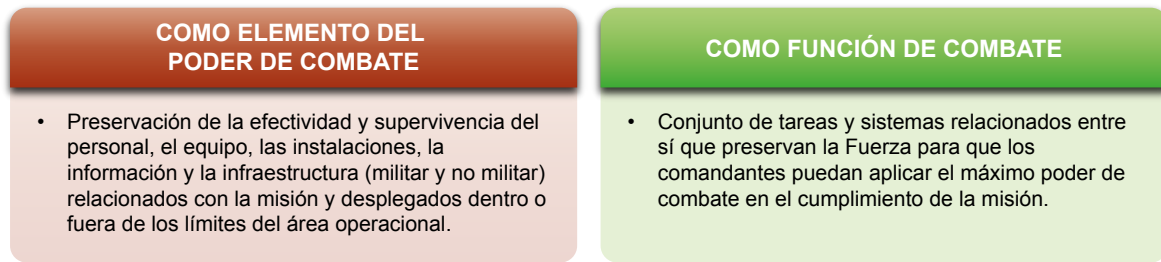 COMO ELEMENTO DEL
PODER DE COMBATE
• Preservación de la efectividad y supervivencia del
personal, el equipo, las instalaciones, la
información y la infraestructura (militar y no militar)
relacionados con la misión y desplegados dentro o
fuera de los límites del área operacional.
COMO FUNCIÓN DE COMBATE
• Conjunto de tareas y sistemas relacionados entre
sí que preservan la Fuerza para que los
comandantes puedan aplicar el máximo poder de
combate en el cumplimiento de la misión.